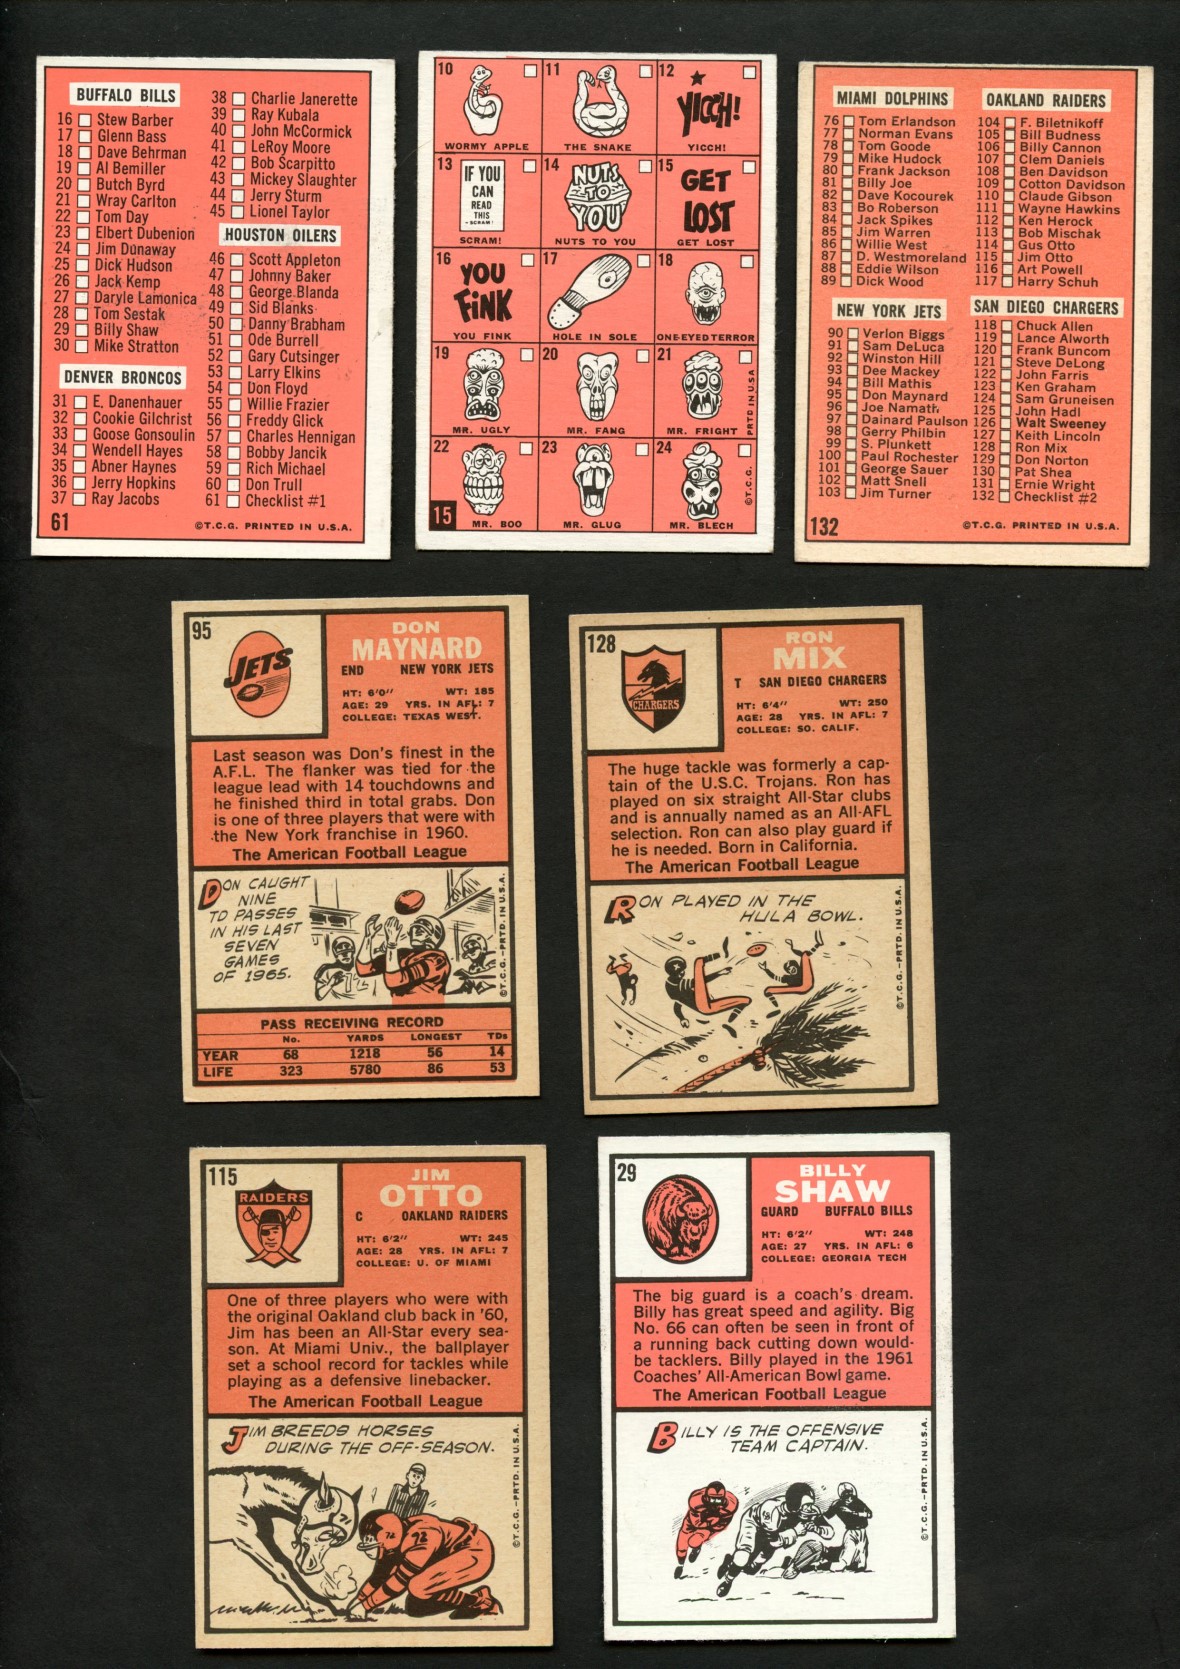 BUFFALO BILLS
16 Stew Barber
17 Glenn Bass
18 Dave Behrman
19 Al Bemiller
20 Butch Byrd
21 Wray Carlton
22 Tom Day
23 Elbert Dubenion
24 Jim Dunaway
25 Dick Hudson
26 Jack Kemp
27 Daryle Lamonica
28 Tom Sestak
29 Billy Shaw
30 Mike Stratton
DENVER BRONCOS
31 E. Danenhauer
32 Cookie Gilchrist
33 Goose Gonsoulin
34 Wendell Hayes
35 Abner Haynes
36 Jerry Hopkins
37 Ray Jacobs
38 Charlie Janerette
39 Ray Kubala
40 John McCormick
41 LeRoy Moore
42 Bob Scarpitto
43 Mickey Slaughter
44 Jerry Sturm
45 Lionel Taylor
HOUSTON OILERS
46 Scott Appleton
47 Johnny Baker
48 George Blanda
49 Sid Blanks
50 Danny Brabham
51 Ode Burrell
52 Gary Cutsinger
53 Larry Elkins
54 Don Floyd
55 Willie Frazier
56 Freddy Glick
57 Charles Hennigan
58 Bobby Jancik
59 Rich Michael
60 Don Trull
61 Checklist #1
61
©T.C.G. PRINTED IN U.S.A.
10
WORMY APPLE
11
THE SNAKE
12
YICCH!
YICCH!
13
IF YOU
CAN
READ
THIS
-SCRAM!
SCRAM!
14
NUTS
TO
YOU
NUTS TO YOU
15
GET
LOST
GET LOST
16
YOU
FiNK
YOU FINK
17
HOLE IN SOLE
18
ONE-EYED TERROR
19
MR. UGLY
20
MR. FANG
21
MR. FRIGHT
22
MR. BOO
23
MR. GLUG
24
MR. BLECH
15
©T.C.G. PRTD IN U.S.A
MIAMI DOLPHINS
76 Tom Erlandson
77 Norman Evans
78 Tom Goode
79 Mike Hudock
80 Frank Jackson
81 Billy Joe
82 Dave Kocourek
83 Bo Roberson
84 Jack Spikes
85 Jim Warren
86 Willie West
87 D. Westmoreland
88 Eddie Wilson
89 Dick Wood
NEW YORK JETS
90 Verlon Biggs
91 Sam DeLuca
92 Winston Hill
93 Dee Mackey
94 Bill Mathis
95 Don Maynard
96 Joe Namath
97 Dainard Paulson
98 Gerry Philbin
99 S. Plunkett
100 Paul Rochester
101 George Sauer
102 Matt Snell
103 Jim Turner
OAKLAND RAIDERS
104 F. Biletnikoff
105 Bill Budness
106 Billy Cannon
107 Clem Daniels
108 Ben Davidson
109 Cotton Davidson
110 Claude Gibson
111 Wayne Hawkins
112 Ken Herock
113 Bob Mischak
114 Gus Otto
115 Jim Otto
116 Art Powell
117 Harry Schuh
SAN DIEGO CHARGERS
118 Chuck Allen
119 Lance Alworth
120 Frank Buncom
121 Steve DeLong
122 John Farris
123 Ken Graham
124 Sam Gruneisen
125 John Hadl
126 Walt Sweeney
127 Keith Lincoln
128 Ron Mix
129 Don Norton
130 Pat Shea
131 Ernie Wright
132 Checklist #2
132
©T.C.G. PRINTED IN U.S.A.
95
JETS
DON
MAYNARD
END NEW YORK JETS
HT: 6'0" WT: 185
AGE: 29 YRS. IN AFL: 7
COLLEGE: TEXAS WEST.
Last season was Don's finest in the
A.F.L. The flanker was tied for the
league lead with 14 touchdowns and
he finished third in total grabs. Don
is one of three players that were with
the New York franchise in 1960.
The American Football League
DON CAUGHT
NINE
TD PASSES
IN HIS LAST
SEVEN
GAMES
OF 1965.
©T.C.G.-PRTD. IN U.S.A.
PASS RECEIVING RECORD
No. YARDS LONGEST TDs
YEAR 68 1218 56 14
LIFE 323 5780 86 53
128
CHARGERS
RON
MIX
T SAN DIEGO CHARGERS
HT: 6'4" WT: 250
AGE: 28 YRS. IN AFL: 7
COLLEGE: SO. CALIF.
The huge tackle was formerly a cap-
tain of the U.S.C. Trojans. Ron has
played on six straight All-Star clubs
and is annually named as an All-AFL
selection. Ron can also play guard if
he is needed. Born in California.
The American Football League
RON PLAYED IN THE
HULA BOWL.
©T.C.G.-PRTD. IN U.S.A.
115
RAIDERS
JIM
OTTO
C OAKLAND RAIDERS
HT: 6'2" WT: 245
AGE: 28 YRS. IN AFL: 7
COLLEGE: U. OF MIAMI
One of three players who were with
the original Oakland club back in '60,
Jim has been an All-Star every sea-
son. At Miami Univ., the ballplayer
set a school record for tackles while
playing as a defensive linebacker.
The American Football League
JIM BREEDS HORSES
DURING THE OFF-SEASON.
©T.C.G.-PRTD. IN U.S.A.
29
BILLY
SHAW
GUARD BUFFALO BILLS
HT: 6'2" WT: 248
AGE: 27 YRS. IN AFL: 6
COLLEGE: GEORGIA TECH
The big guard is a coach's dream.
Billy has great speed and agility. Big
No. 66 can often be seen in front of
a running back cutting down would-
be tacklers. Billy played in the 1961
Coaches' All-American Bowl game.
The American Football League
BILLY IS THE OFFENSIVE
TEAM CAPTAIN.
©T.C.G.-PRTD. IN U.S.A.